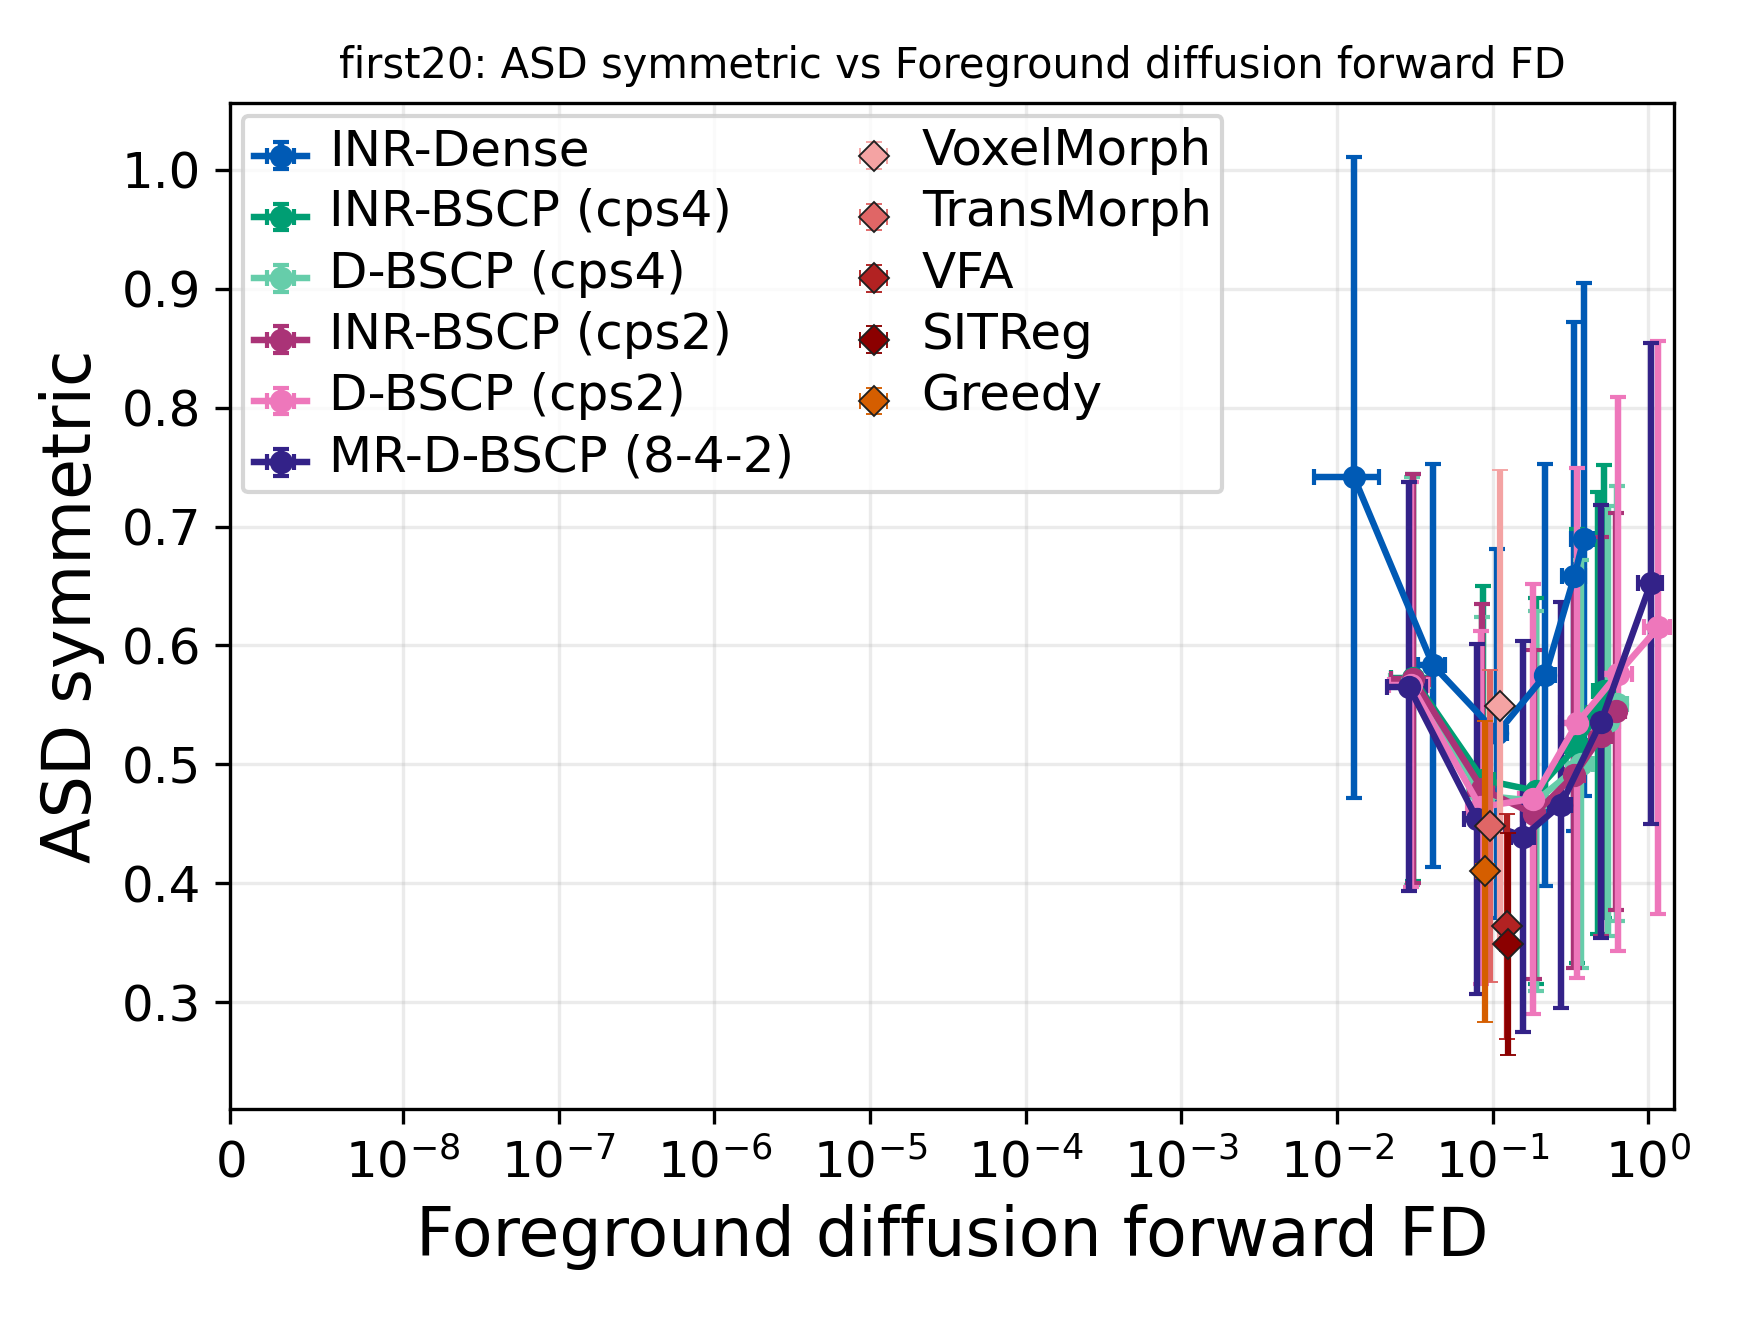 first20: ASD symmetric vs Foreground diffusion forward FD
INR-Dense
INR-BSCP (cps4)
D-BSCP (cps4)
INR-BSCP (cps2)
D-BSCP (cps2)
MR-D-BSCP (8-4-2)
VoxelMorph
TransMorph
VFA
SITReg
Greedy
ASD symmetric
1.0
0.9
0.8
0.7
0.6
0.5
0.4
0.3
0 10⁻⁸ 10⁻⁷ 10⁻⁶ 10⁻⁵ 10⁻⁴ 10⁻³ 10⁻² 10⁻¹ 10⁰
Foreground diffusion forward FD